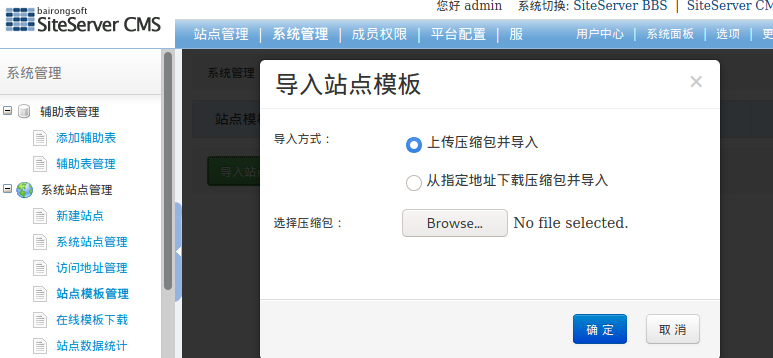 bairongsoft
SiteServer CMS
您好 admin 系统切换: SiteServer BBS | SiteServer C
站点管理 | 系统管理 | 成员权限 | 平台配置 | 服
用户中心 | 系统面板 | 选项 | 更
系统管理
辅助表管理
添加辅助表
辅助表管理
系统站点管理
新建站点
系统站点管理
访问地址管理
站点模板管理
在线模板下载
站点数据统计
系统管理
站点模
导入站
导入站点模板
×
导入方式：
上传压缩包并导入
从指定地址下载压缩包并导入
选择压缩包：
Browse... No file selected.
确 定
取 消